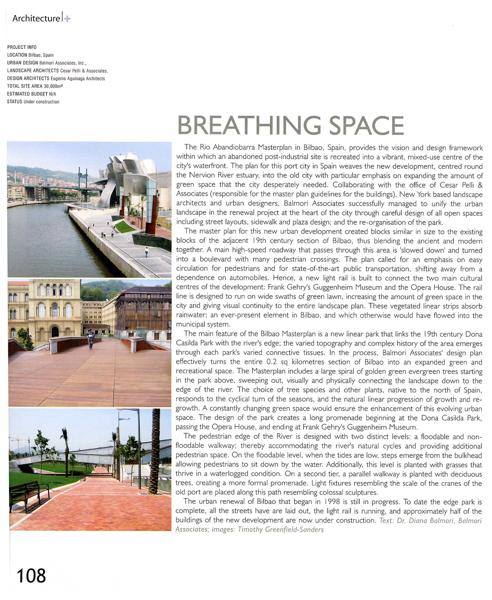 Architecture +
PROJECT INFO
LOCATION Bilbao, Spain
URBAN DESIGN Balmori Associates, Inc.,
LANDSCAPE ARCHITECTS Cesar Pelli & Associates,
DESIGN ARCHITECTS Eugenio Aguinaga Architects
TOTAL SITE AREA 30,000m²
ESTIMATED BUDGET N/A
STATUS Under construction
BREATHING SPACE
The Rio Abandiobarra Masterplan in Bilbao, Spain, provides the vision and design framework
within which an abandoned post-industrial site is recreated into a vibrant, mixed-use centre of the
city's waterfront. The plan for this port city in Spain weaves the new development, centred round
the Nervion River estuary, into the old city with particular emphasis on expanding the amount of
green space that the city desperately needed. Collaborating with the office of Cesar Pelli &
Associates (responsible for the master plan guidelines for the buildings), New York based landscape
architects and urban designers, Balmori Associates successfully managed to unify the urban
landscape in the renewal project at the heart of the city through careful design of all open spaces
including street layouts, sidewalk and plaza design; and the re-organisation of the park.
The master plan for this new urban development created blocks similar in size to the existing
blocks of the adjacent 19th century section of Bilbao, thus blending the ancient and modern
together. A main high-speed roadway that passes through this area is 'slowed down' and turned
into a boulevard with many pedestrian crossings. The plan called for an emphasis on easy
circulation for pedestrians and for state-of-the-art public transportation, shifting away from a
dependence on automobiles. Hence, a new light rail is built to connect the two main cultural
centres of the development: Frank Gehry's Guggenheim Museum and the Opera House. The rail
line is designed to run on wide swaths of green lawn, increasing the amount of green space in the
city and giving visual continuity to the entire landscape plan. These vegetated linear strips absorb
rainwater; an ever-present element in Bilbao, and which otherwise would have flowed into the
municipal system.
The main feature of the Bilbao Masterplan is a new linear park that links the 19th century Dona
Casilda Park with the river's edge; the varied topography and complex history of the area emerges
through each park's varied connective tissues. In the process, Balmori Associates' design plan
effectively turns the entire 0.2 sq kilometres section of Bilbao into an expanded green and
recreational space. The Masterplan includes a large spiral of golden green evergreen trees starting
in the park above, sweeping out, visually and physically connecting the landscape down to the
edge of the river. The choice of tree species and other plants, native to the north of Spain,
responds to the cyclical turn of the seasons, and the natural linear progression of growth and re-
growth. A constantly changing green space would ensure the enhancement of this evolving urban
space. The design of the park creates a long promenade beginning at the Dona Casilda Park,
passing the Opera House, and ending at Frank Gehry's Guggenheim Museum.
The pedestrian edge of the River is designed with two distinct levels: a floodable and non-
floodable walkway; thereby accommodating the river's natural cycles and providing additional
pedestrian space. On the floodable level, when the tides are low, steps emerge from the bulkhead
allowing pedestrians to sit down by the water. Additionally, this level is planted with grasses that
thrive in a waterlogged condition. On a second tier, a parallel walkway is planted with deciduous
trees, creating a more formal promenade. Light fixtures resembling the scale of the cranes of the
old port are placed along this path resembling colossal sculptures.
The urban renewal of Bilbao that began in 1998 is still in progress. To date the edge park is
complete, all the streets have are laid out, the light rail is running, and approximately half of the
buildings of the new development are now under construction. Text: Dr. Diana Balmori, Balmori
Associates; images: Timothy Greenfield-Sanders
108